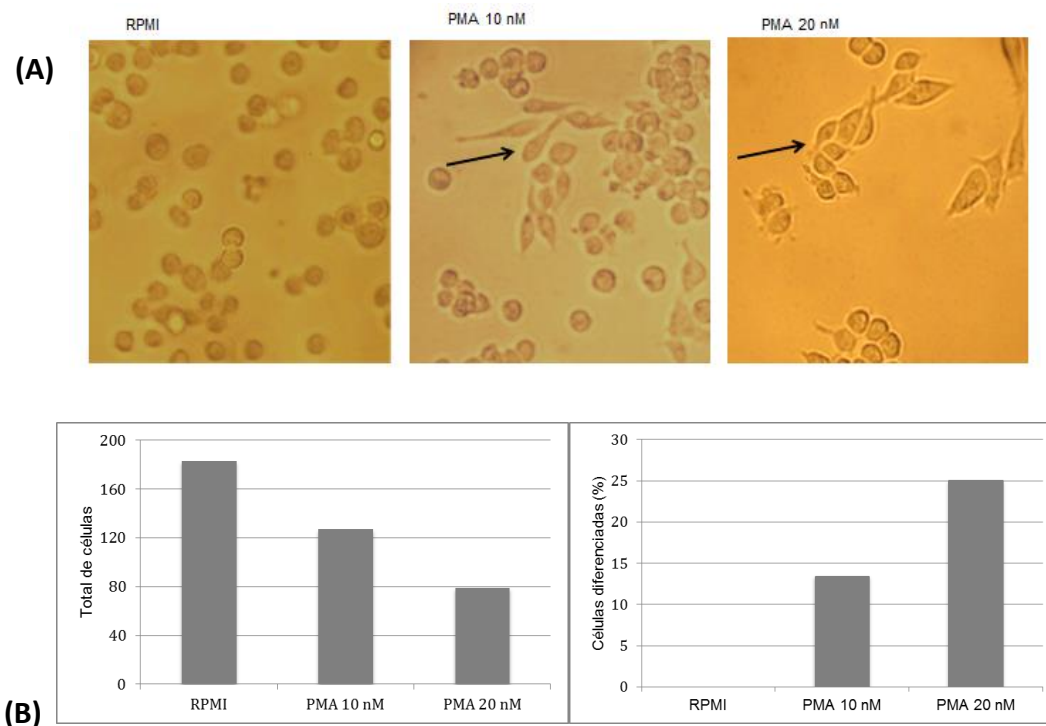 RPMI
PMA 10 nM
PMA 20 nM
(A)
200
160
120
80
40
0
Total de células
RPMI
PMA 10 nM
PMA 20 nM
30
25
20
15
10
5
0
Células diferenciadas (%)
RPMI
PMA 10 nM
PMA 20 nM
(B)